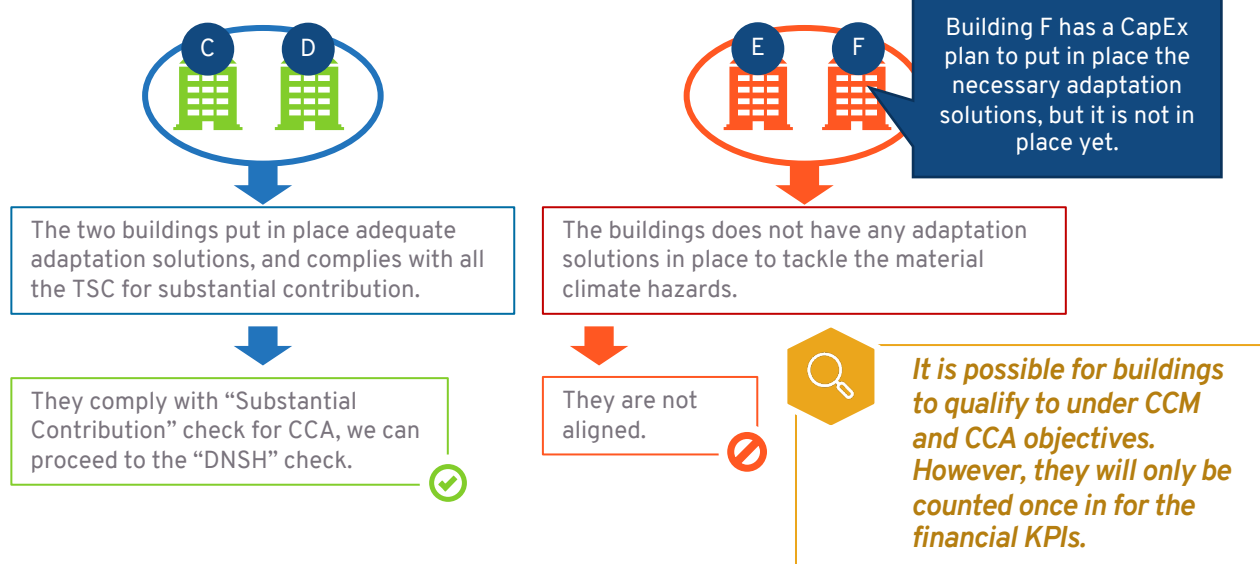 C
D
The two buildings put in place adequate
adaptation solutions, and complies with all
the TSC for substantial contribution.
They comply with “Substantial
Contribution” check for CCA, we can
proceed to the “DNSH” check.
E
F
Building F has a CapEx
plan to put in place the
necessary adaptation
solutions, but it is not in
place yet.
The buildings does not have any adaptation
solutions in place to tackle the material
climate hazards.
They are not
aligned.
It is possible for buildings
to qualify to under CCM
and CCA objectives.
However, they will only be
counted once in for the
financial KPIs.